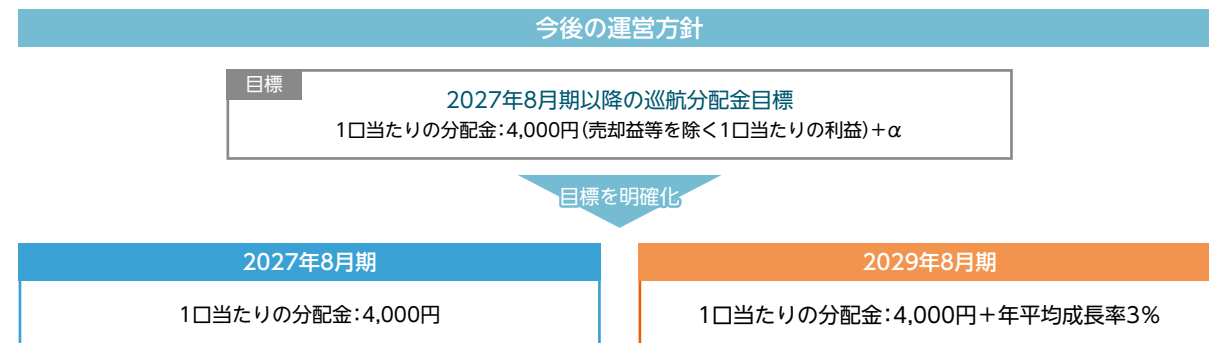 今後の運営方針
目標
2027年8月期以降の巡航分配金目標
1口当たりの分配金：4,000円（売却益等を除く1口当たりの利益）＋α
目標を明確化
2027年8月期
1口当たりの分配金：4,000円
2029年8月期
1口当たりの分配金：4,000円＋年平均成長率3%